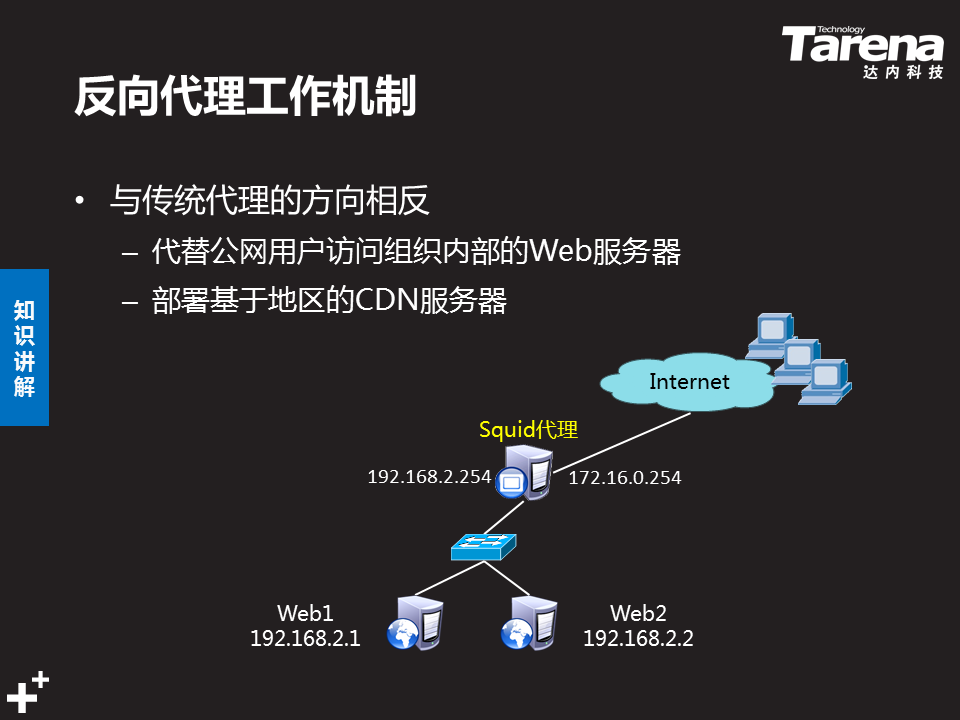 Technology
Tarena
达内科技
反向代理工作机制
• 与传统代理的方向相反
– 代替公网用户访问组织内部的Web服务器
– 部署基于地区的CDN服务器
知识讲解
Internet
Squid代理
192.168.2.254
172.16.0.254
Web1
192.168.2.1
Web2
192.168.2.2